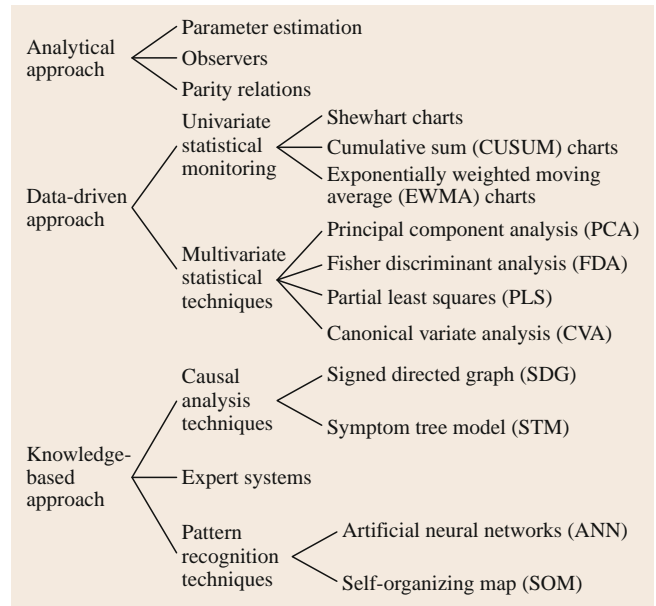 Analytical
approach
Parameter estimation
Observers
Parity relations
Data-driven
approach
Univariate
statistical
monitoring
Shewhart charts
Cumulative sum (CUSUM) charts
Exponentially weighted moving
average (EWMA) charts
Multivariate
statistical
techniques
Principal component analysis (PCA)
Fisher discriminant analysis (FDA)
Partial least squares (PLS)
Canonical variate analysis (CVA)
Knowledge-
based
approach
Causal
analysis
techniques
Signed directed graph (SDG)
Symptom tree model (STM)
Expert systems
Pattern
recognition
techniques
Artificial neural networks (ANN)
Self-organizing map (SOM)